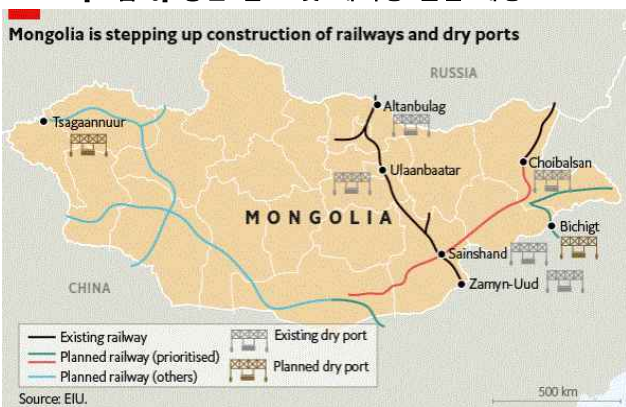 Mongolia is stepping up construction of railways and dry ports
RUSSIA
Altanbulag
Tsagaannuur
Choibalsan
Ulaanbaatar
MONGOLIA
Bichigt
Sainshand
Zamyn-Uud
CHINA
Existing railway
Existing dry port
Planned railway (prioritised)
Planned dry port
Planned railway (others)
Source: EIU.
500 km